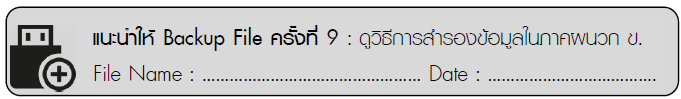 แนะนำให้ Backup File ครั้งที่ 9 : ดูวิธีการสำรองข้อมูลในภาคผนวก ข.
File Name : ................................................ Date : .....................................